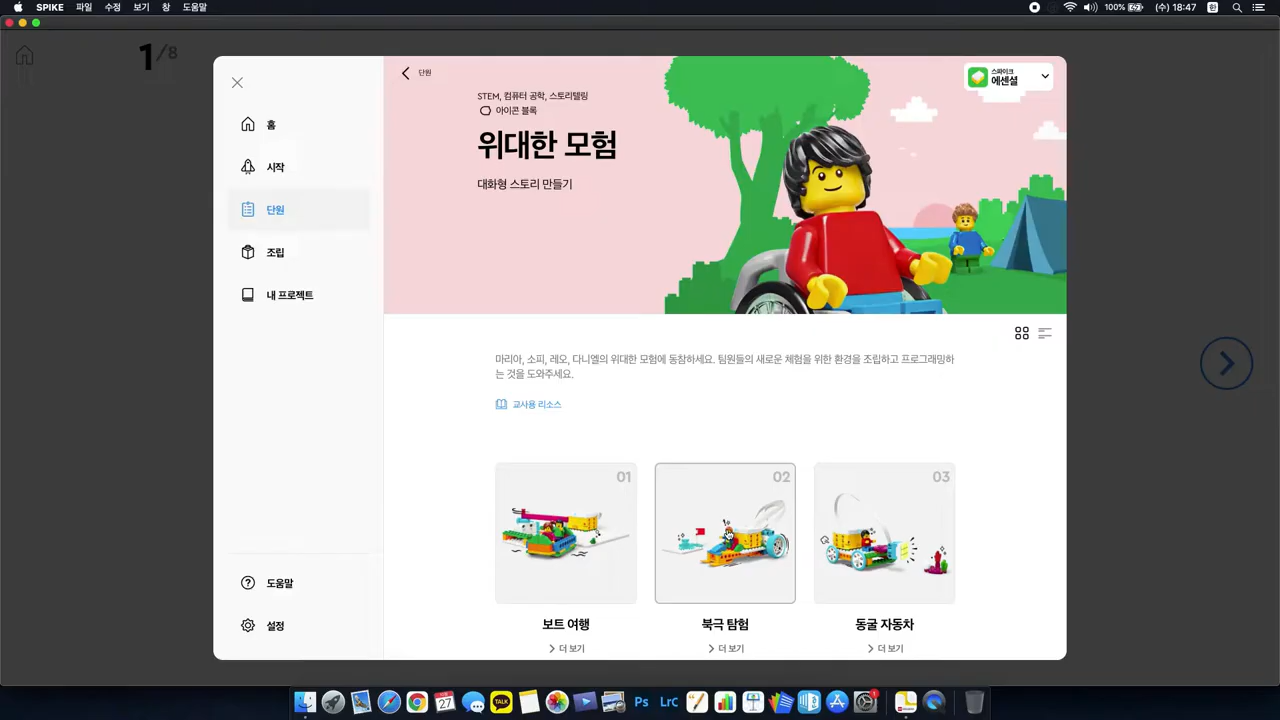 SPIKE 파일 수정 보기 창 도움말
100% (수) 18:47 한
1/8
단원
STEM, 컴퓨터 공학, 스토리텔링
아이콘 블록
위대한 모험
대화형 스토리 만들기
스파이크
에센셜
홈
시작
단원
조립
내 프로젝트
도움말
설정
마리아, 소피, 레오, 다니엘의 위대한 모험에 동참하세요. 팀원들의 새로운 체험을 위한 환경을 조립하고 프로그래밍하
는 것을 도와주세요.
교사용 리소스
01 02 03
보트 여행 북극 탐험 동굴 자동차
더 보기 더 보기 더 보기
27 TALK Ps LrC 1